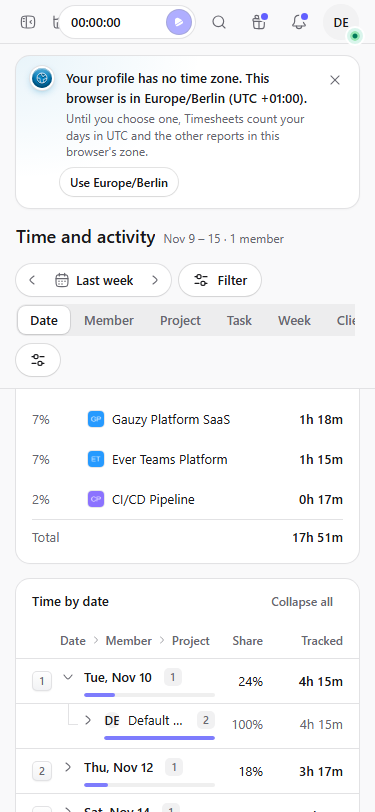 00:00:00
DE
Your profile has no time zone. This
browser is in Europe/Berlin (UTC +01:00).
Until you choose one, Timesheets count your
days in UTC and the other reports in this
browser's zone.
Use Europe/Berlin
Time and activity Nov 9 – 15 · 1 member
Last week
Filter
Date Member Project Task Week Clie
7% GP Gauzy Platform SaaS 1h 18m
7% ET Ever Teams Platform 1h 15m
2% CP CI/CD Pipeline 0h 17m
Total 17h 51m
Time by date Collapse all
Date Member Project Share Tracked
1 Tue, Nov 10 1 24% 4h 15m
DE Default ... 2 100% 4h 15m
2 Thu, Nov 12 1 18% 3h 17m